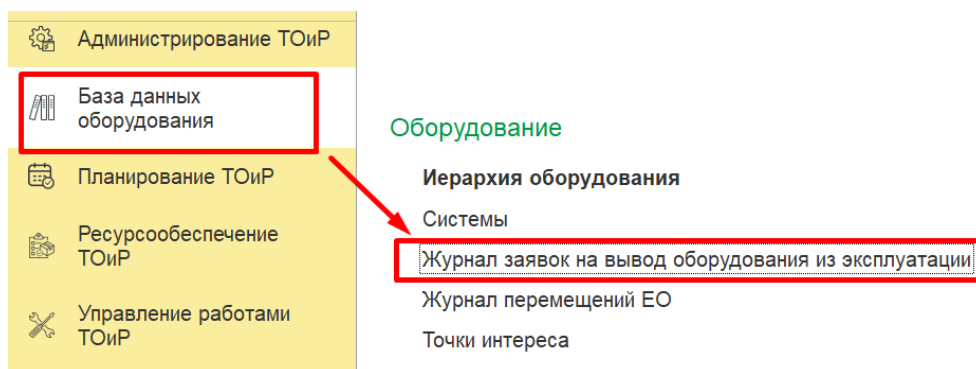 Администрирование ТОиР
База данных
оборудования
Планирование ТОиР
Ресурсообеспечение
ТОиР
Управление работами
ТОиР
Оборудование
Иерархия оборудования
Системы
Журнал заявок на вывод оборудования из эксплуатации
Журнал перемещений ЕО
Точки интереса